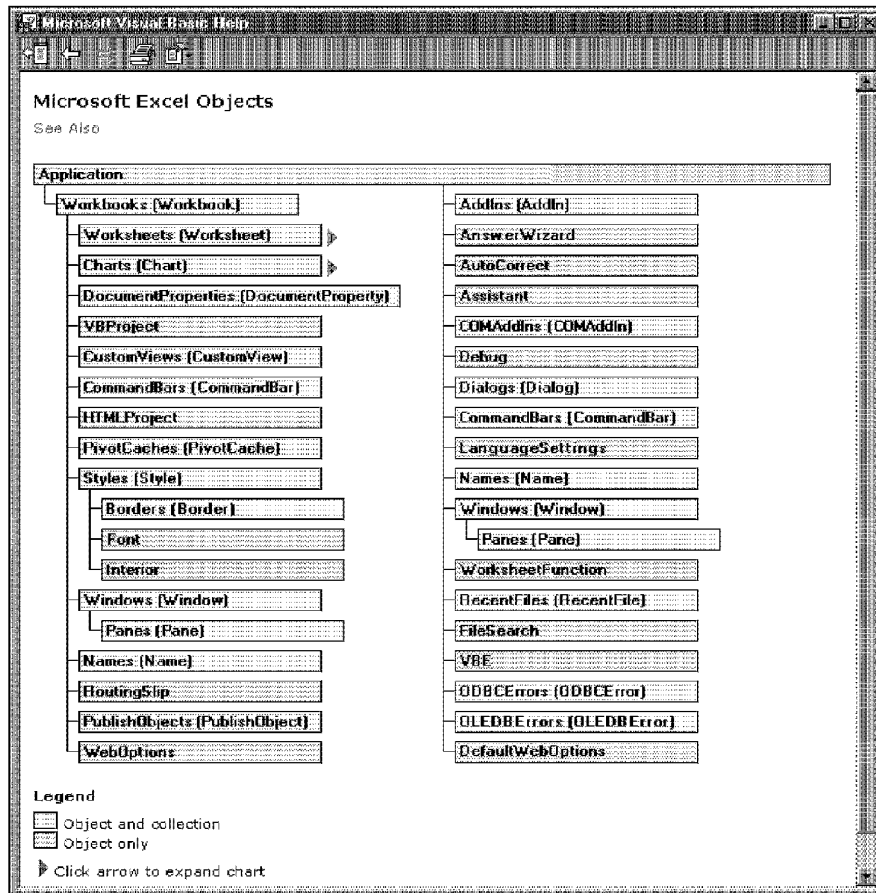 Microsoft Visual Basic Help
Microsoft Excel Objects
See Also
Application
Workbooks (Workbook)
Worksheets (Worksheet)
Charts (Chart)
DocumentProperties (DocumentProperty)
VBProject
CustomViews (CustomView)
CommandBars (CommandBar)
HTMLProject
PivotCaches (PivotCache)
Styles (Style)
Borders (Border)
Font
Interior
Windows (Window)
Panes (Pane)
Names (Name)
RoutingSlip
PublishObjects (PublishObject)
WebOptions
AddIns (AddIn)
AnswerWizard
AutoCorrect
Assistant
COMAddIns (COMAddIn)
Debug
Dialogs (Dialog)
CommandBars (CommandBar)
LanguageSettings
Names (Name)
Windows (Window)
Panes (Pane)
WorksheetFunction
RecentFiles (RecentFile)
FileSearch
VBE
ODBCErrors (ODBCError)
OLEDBErrors (OLEDBError)
DefaultWebOptions
Legend
Object and collection
Object only
Click arrow to expand chart